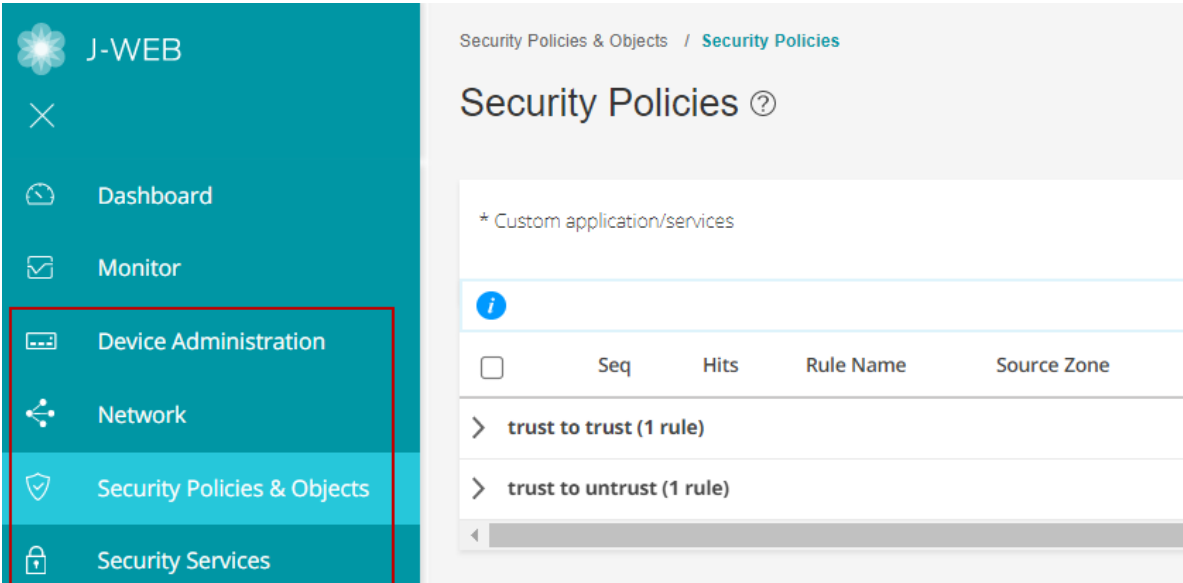 J-WEB
Dashboard
Monitor
Device Administration
Network
Security Policies & Objects
Security Services
Security Policies & Objects / Security Policies
Security Policies ?
* Custom application/services
i
Seq Hits Rule Name Source Zone
trust to trust (1 rule)
trust to untrust (1 rule)